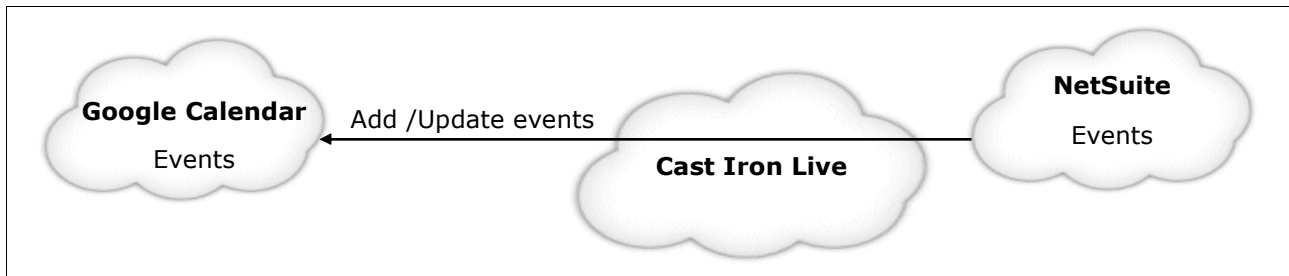 Google Calendar
Events
Add /Update events
Cast Iron Live
NetSuite
Events